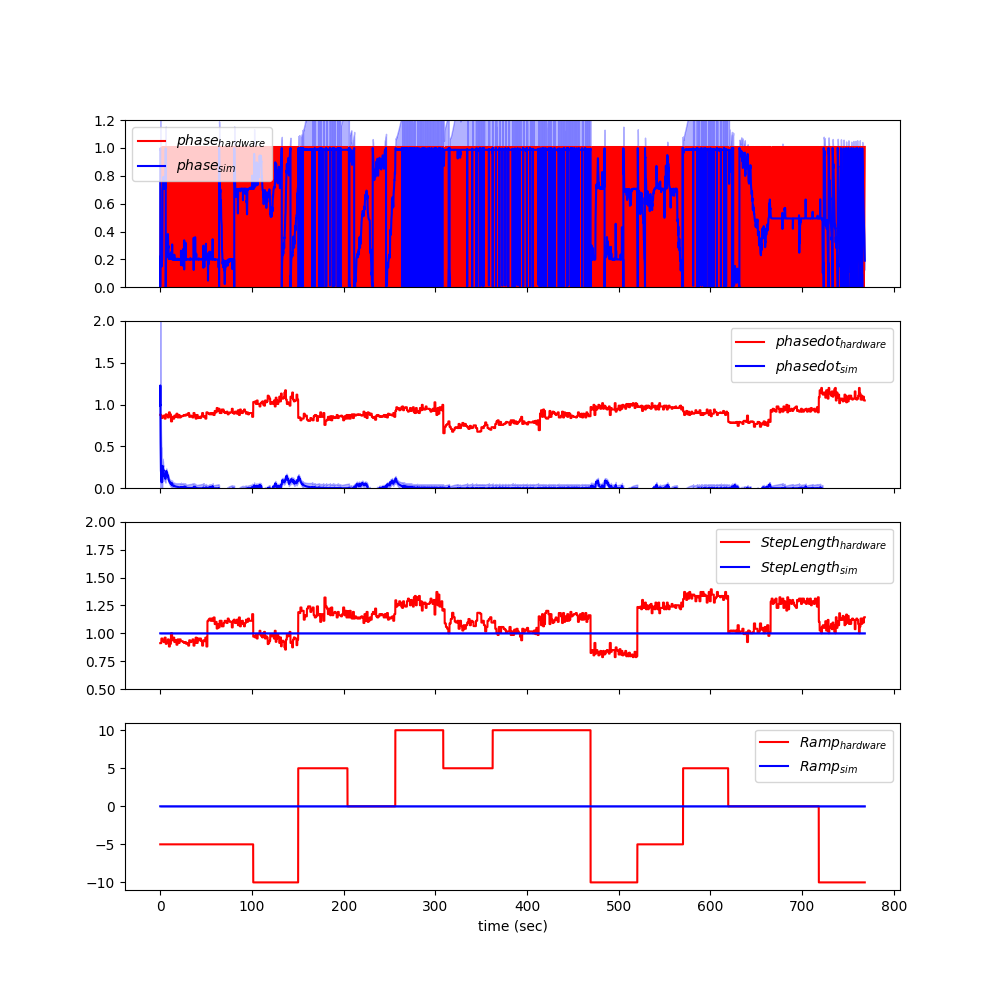 1.2
1.0
0.8
0.6
0.4
0.2
0.0
phase_hardware
phase_sim
2.0
1.5
1.0
0.5
0.0
phasedot_hardware
phasedot_sim
2.00
1.75
1.50
1.25
1.00
0.75
0.50
StepLength_hardware
StepLength_sim
10
5
0
−5
−10
Ramp_hardware
Ramp_sim
0 100 200 300 400 500 600 700 800
time (sec)